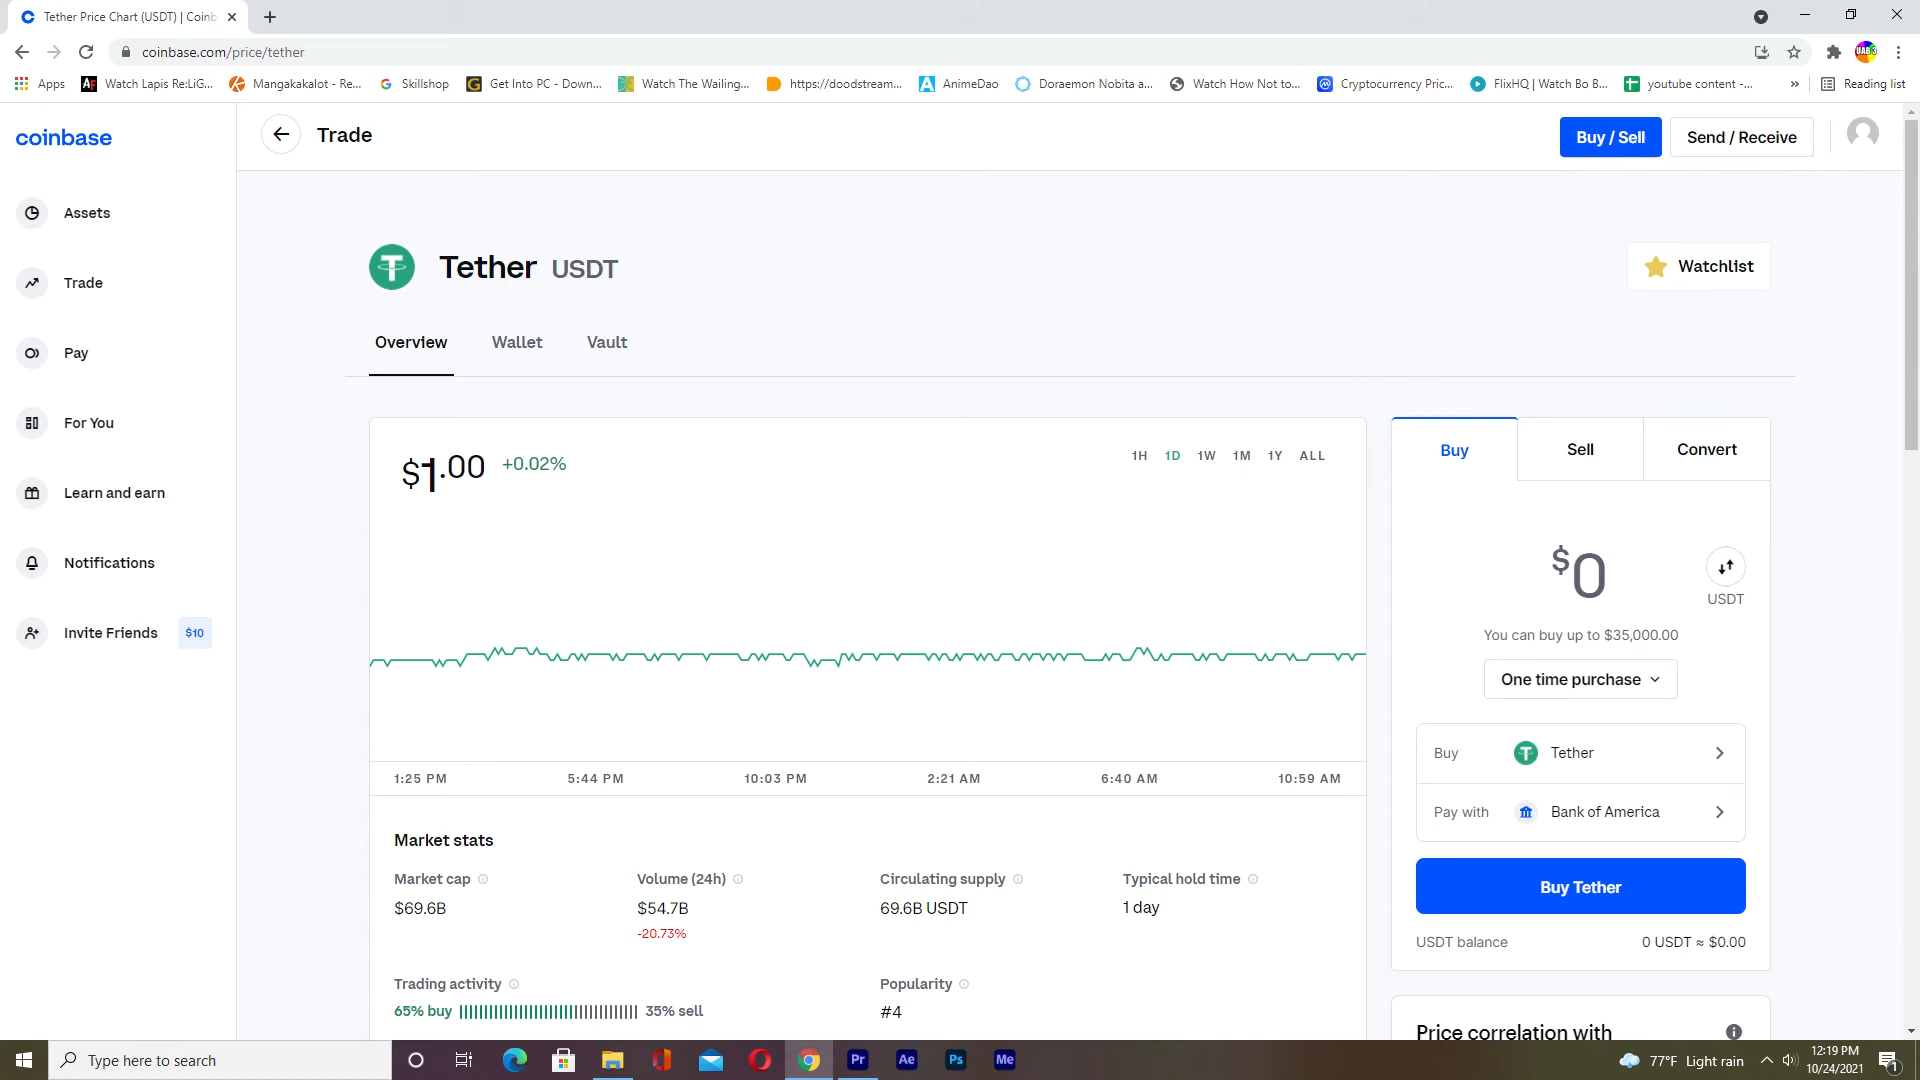 Tether Price Chart (USDT) | Coinb
coinbase.com/price/tether
Apps
Watch Lapis Re:LiG...
Mangakakalot - Re...
Skillshop
Get Into PC - Down...
Watch The Wailing...
https://doodstream...
AnimeDao
Doraemon Nobita a...
Watch How Not to...
Cryptocurrency Pric...
FlixHQ | Watch Bo B...
youtube content -...
»
Reading list
coinbase
Trade
Buy / Sell
Send / Receive
Assets
Trade
Pay
For You
Learn and earn
Notifications
Invite Friends $10
Tether USDT
Watchlist
Overview Wallet Vault
$1.00 +0.02%
1H 1D 1W 1M 1Y ALL
1:25 PM 5:44 PM 10:03 PM 2:21 AM 6:40 AM 10:59 AM
Market stats
Market cap Volume (24h) Circulating supply Typical hold time
$69.6B $54.7B 69.6B USDT 1 day
-20.73%
Trading activity Popularity
65% buy 35% sell #4
Buy Sell Convert
$0
USDT
You can buy up to $35,000.00
One time purchase
Buy Tether
Pay with Bank of America
Buy Tether
USDT balance 0 USDT ≈ $0.00
Price correlation with
Type here to search
Pr
Ae
Ps
Me
77°F Light rain
12:19 PM
10/24/2021
1